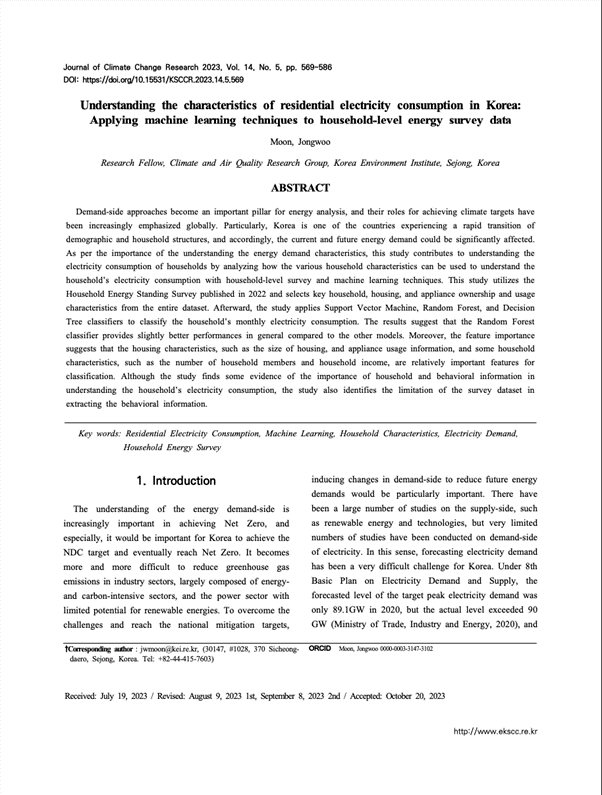 Journal of Climate Change Research 2023, Vol. 14, No. 5, pp. 569-586
DOI: https://doi.org/10.15531/KSCCR.2023.14.5.569
Understanding the characteristics of residential electricity consumption in Korea:
Applying machine learning techniques to household-level energy survey data
Moon, Jongwoo
Research Fellow, Climate and Air Quality Research Group, Korea Environment Institute, Sejong, Korea
ABSTRACT
Demand-side approaches become an important pillar for energy analysis, and their roles for achieving climate targets have
been increasingly emphasized globally. Particularly, Korea is one of the countries experiencing a rapid transition of
demographic and household structures, and accordingly, the current and future energy demand could be significantly affected.
As per the importance of the understanding the energy demand characteristics, this study contributes to understanding the
electricity consumption of households by analyzing how the various household characteristics can be used to understand the
household's electricity consumption with household-level survey and machine learning techniques. This study utilizes the
Household Energy Standing Survey published in 2022 and selects key household, housing, and appliance ownership and usage
characteristics from the entire dataset. Afterward, the study applies Support Vector Machine, Random Forest, and Decision
Tree classifiers to classify the household's monthly electricity consumption. The results suggest that the Random Forest
classifier provides slightly better performances in general compared to the other models. Moreover, the feature importance
suggests that the housing characteristics, such as the size of housing, and appliance usage information, and some household
characteristics, such as the number of household members and household income, are relatively important features for
classification. Although the study finds some evidence of the importance of household and behavioral information in
understanding the household's electricity consumption, the study also identifies the limitation of the survey dataset in
extracting the behavioral information.
Key words: Residential Electricity Consumption, Machine Learning, Household Characteristics, Electricity Demand,
Household Energy Survey
1. Introduction
The understanding of the energy demand-side is
increasingly important in achieving Net Zero, and
especially, it would be important for Korea to achieve the
NDC target and eventually reach Net Zero. It becomes
more and more difficult to reduce greenhouse gas
emissions in industry sectors, largely composed of energy-
and carbon-intensive sectors, and the power sector with
limited potential for renewable energies. To overcome the
challenges and reach the national mitigation targets,
inducing changes in demand-side to reduce future energy
demands would be particularly important. There have
been a large number of studies on the supply-side, such
as renewable energy and technologies, but very limited
numbers of studies have been conducted on demand-side
of electricity. In this sense, forecasting electricity demand
has been a very difficult challenge for Korea. Under 8th
Basic Plan on Electricity Demand and Supply, the
forecasted level of the target peak electricity demand was
only 89.1GW in 2020, but the actual level exceeded 90
GW (Ministry of Trade, Industry and Energy, 2020), and
†Corresponding author : jwmoon@kei.re.kr, (30147, #1028, 370 Sicheong-
daero, Sejong, Korea. Tel: +82-44-415-7603)
ORCID Moon, Jongwoo 0000-0003-3147-3102
Received: July 19, 2023 / Revised: August 9, 2023 1st, September 8, 2023 2nd / Accepted: October 20, 2023
http://www.ekscc.re.kr